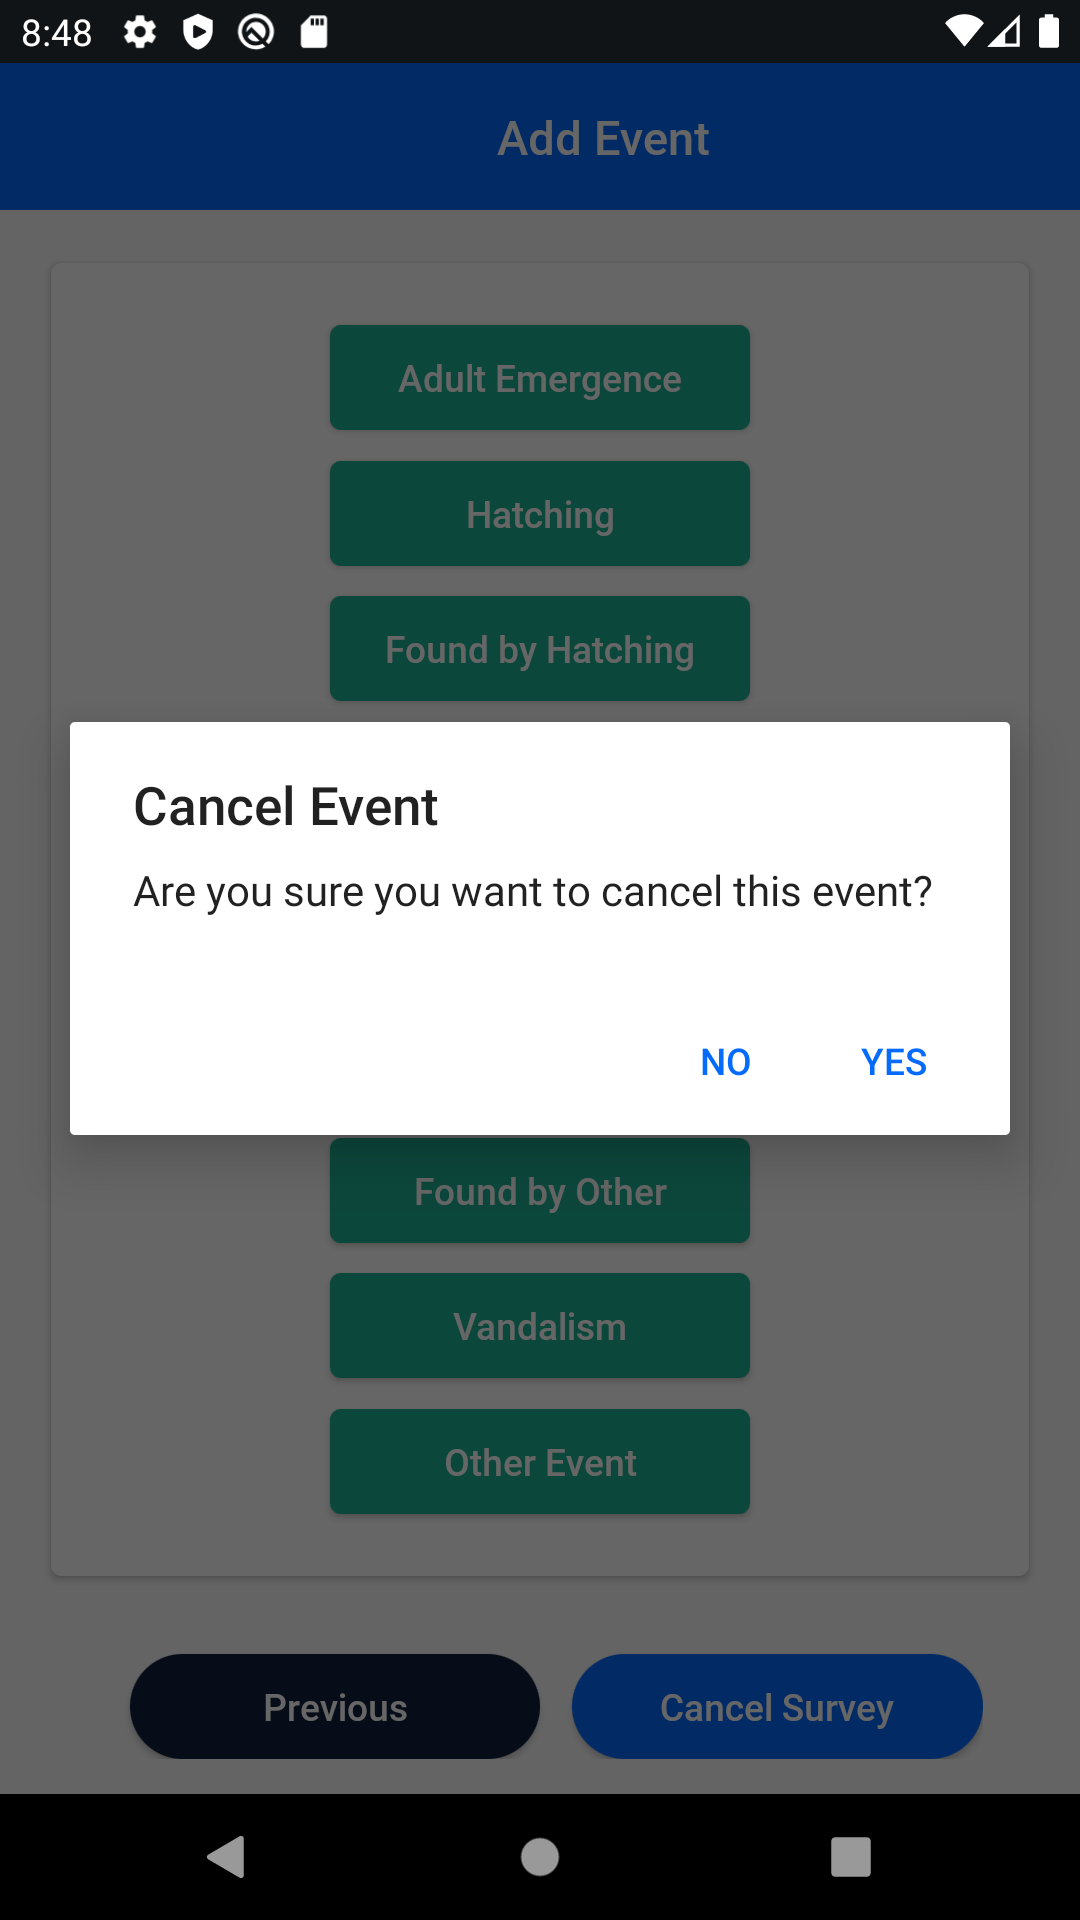 8:48
Add Event
Adult Emergence
Hatching
Found by Hatching
Cancel Event
Are you sure you want to cancel this event?
NO
YES
Found by Other
Vandalism
Other Event
Previous
Cancel Survey